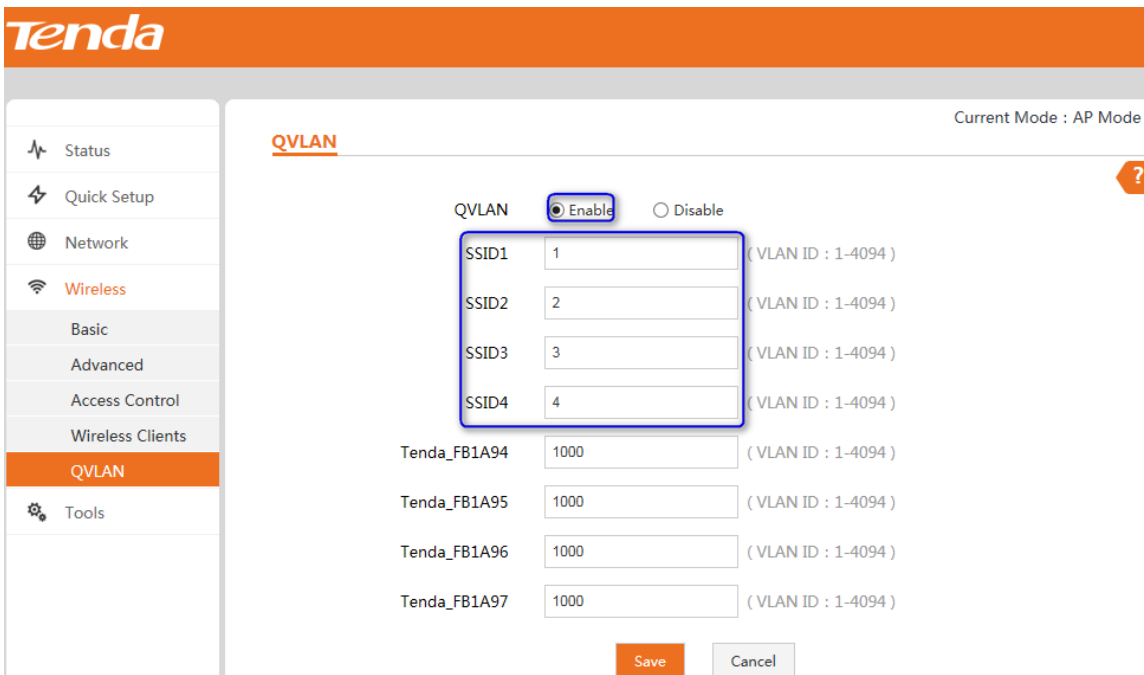 Tenda
Current Mode : AP Mode
Status
Quick Setup
Network
Wireless
Basic
Advanced
Access Control
Wireless Clients
QVLAN
Tools
QVLAN
?
QVLAN Enable Disable
SSID1 1 ( VLAN ID : 1-4094 )
SSID2 2 ( VLAN ID : 1-4094 )
SSID3 3 ( VLAN ID : 1-4094 )
SSID4 4 ( VLAN ID : 1-4094 )
Tenda_FB1A94 1000 ( VLAN ID : 1-4094 )
Tenda_FB1A95 1000 ( VLAN ID : 1-4094 )
Tenda_FB1A96 1000 ( VLAN ID : 1-4094 )
Tenda_FB1A97 1000 ( VLAN ID : 1-4094 )
Save Cancel